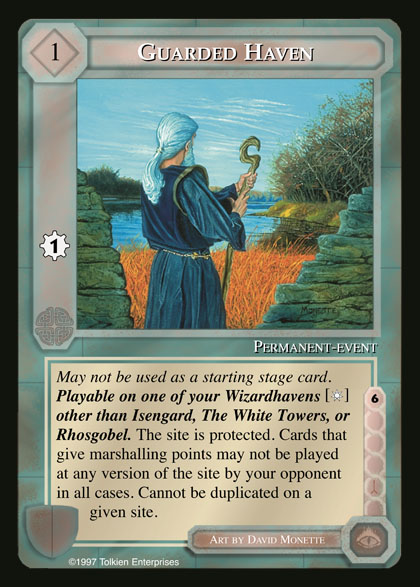 1
GUARDED HAVEN
1
MONETTE
PERMANENT-EVENT
May not be used as a starting stage card.
Playable on one of your Wizardhavens [ ]
other than Isengard, The White Towers, or
Rhosgobel. The site is protected. Cards that
give marshalling points may not be played
at any version of the site by your opponent
in all cases. Cannot be duplicated on a
given site.
6
ART BY DAVID MONETTE
©1997 Tolkien Enterprises